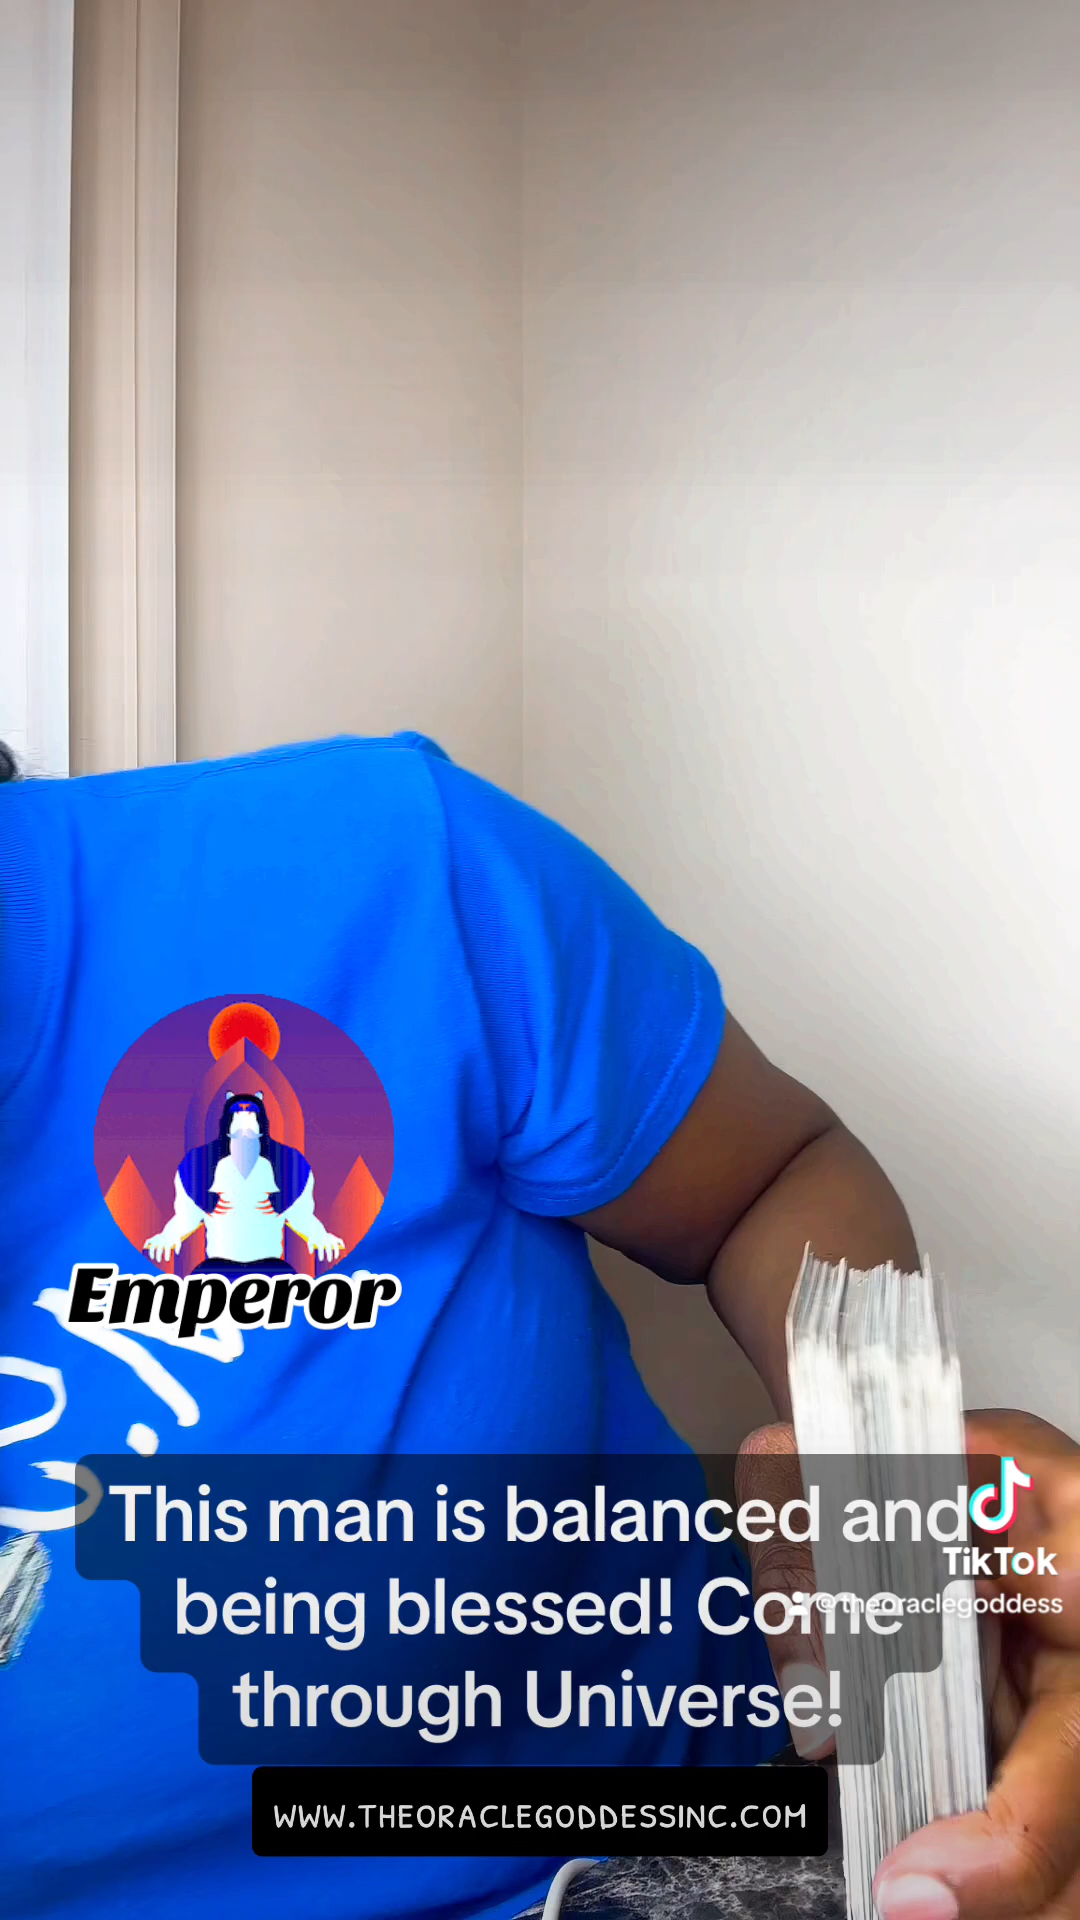 Emperor
This man is balanced and
being blessed! Come
through Universe!
TikTok
@theoraclegoddess
WWW.THEORACLEGODDESSINC.COM